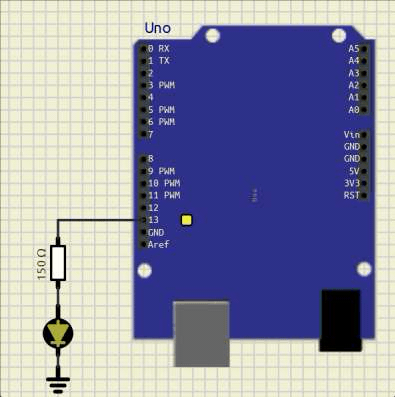 Uno
0 RX
1 TX
2
3 PWM
4
5 PWM
6 PWM
7
8
9 PWM
10 PWM
11 PWM
12
13
GND
Aref
A5
A4
A3
A2
A1
A0
Vin
GND
GND
5V
3V3
RST
Uno
150 Ω